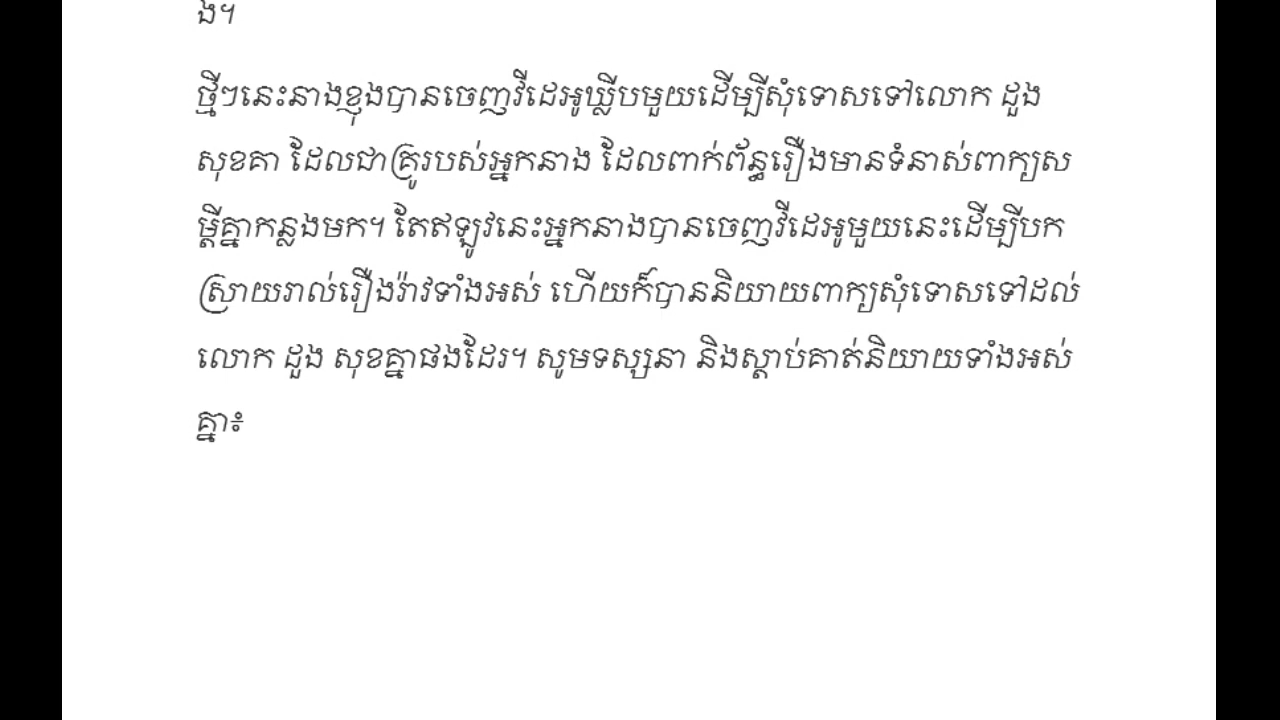 ង។
ថ្មីៗនេះនាងខ្ញុងបានចេញវីដេអូឃ្លីបមួយដើម្បីសុំទោសទៅលោក ដួង
សុខគា ដែលជាគ្រូរបស់អ្នកនាង ដែលពាក់ព័ន្ធរឿងមានទំនាស់ពាក្យស
ម្តីគ្នាកន្លងមក។ តែឥឡូវនេះអ្នកនាងបានចេញវីដេអូមួយនេះដើម្បីបក
ស្រាយរាល់រឿងរ៉ាវទាំងអស់ ហើយក៏បាននិយាយពាក្យសុំទោសទៅដល់
លោក ដួង សុខគ្នាផងដែរ។ សូមទស្សនា និងស្តាប់គាត់និយាយទាំងអស់
គ្នា៖